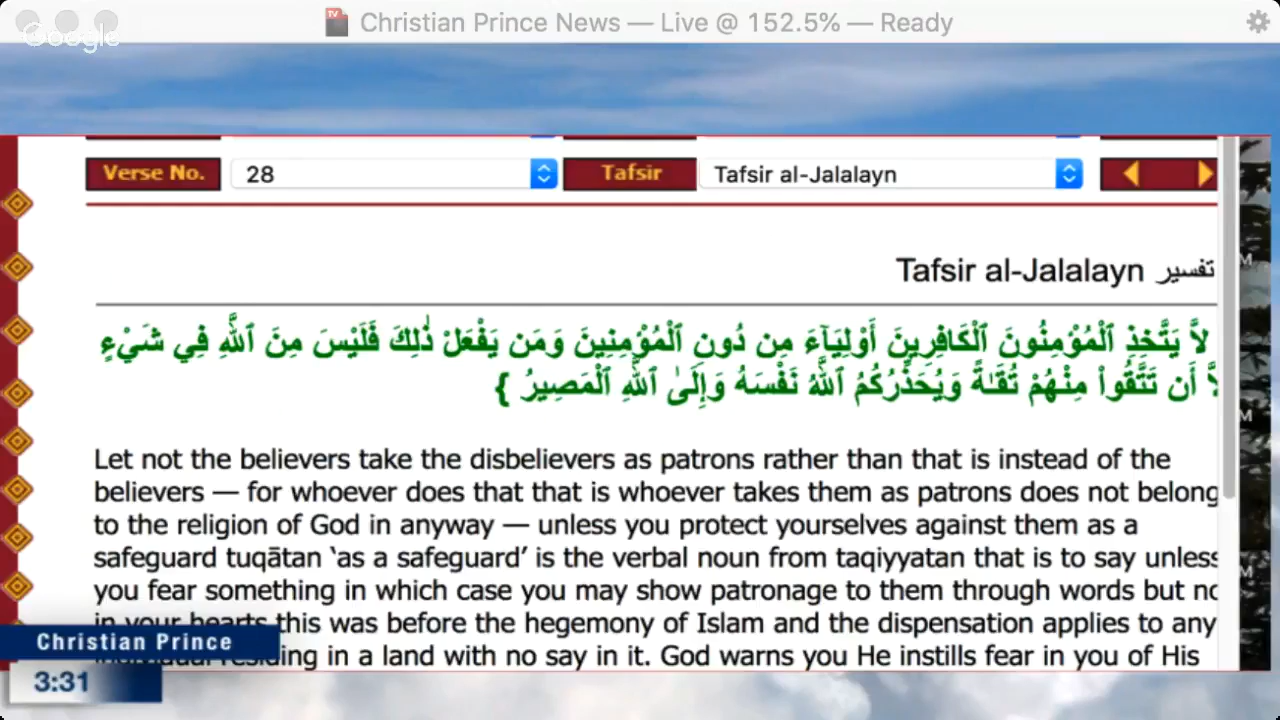 Christian Prince News — Live @ 152.5% — Ready
Google
Verse No.
28
Tafsir
Tafsir al-Jalalayn
Tafsir al-Jalalayn تفسير
لاَّ يَتَّخِذِ ٱلْمُؤْمِنُونَ ٱلْكَافِرِينَ أَوْلِيَآءَ مِن دُونِ ٱلْمُؤْمِنِينَ وَمَن يَفْعَلْ ذٰلِكَ فَلَيْسَ مِنَ ٱللَّهِ فِي شَيْءٍ
أَن تَتَّقُواْ مِنْهُمْ تُقَـٰةً وَيُحَذِّرُكُمُ ٱللَّهُ نَفْسَهُ وَإِلَىٰ ٱللَّهِ ٱلْمَصِيرُ }
Let not the believers take the disbelievers as patrons rather than that is instead of the
believers — for whoever does that that is whoever takes them as patrons does not belong
to the religion of God in anyway — unless you protect yourselves against them as a
safeguard tuqātan ‘as a safeguard’ is the verbal noun from taqiyyatan that is to say unless
you fear something in which case you may show patronage to them through words but
in your hearts this was before the hegemony of Islam and the dispensation applies to any
residing in a land with no say in it. God warns you He instills fear in you of His
Christian Prince
3:31
M
M
M